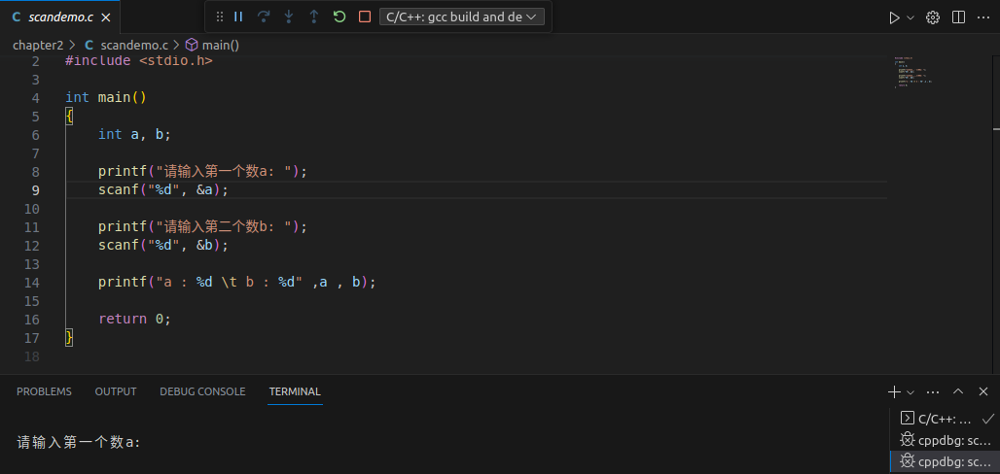 C scandemo.c
C/C++: gcc build and de
chapter2 > C scandemo.c > main()
2 #include <stdio.h>
3
4 int main()
5 {
6 int a, b;
7
8 printf("请输入第一个数a: ");
9 scanf("%d", &a);
10
11 printf("请输入第二个数b: ");
12 scanf("%d", &b);
13
14 printf("a : %d \t b : %d" ,a , b);
15
16 return 0;
17 }
18
PROBLEMS OUTPUT DEBUG CONSOLE TERMINAL
C/C++: ...
请输入第一个数a:
cppdbg: sc...
cppdbg: sc...